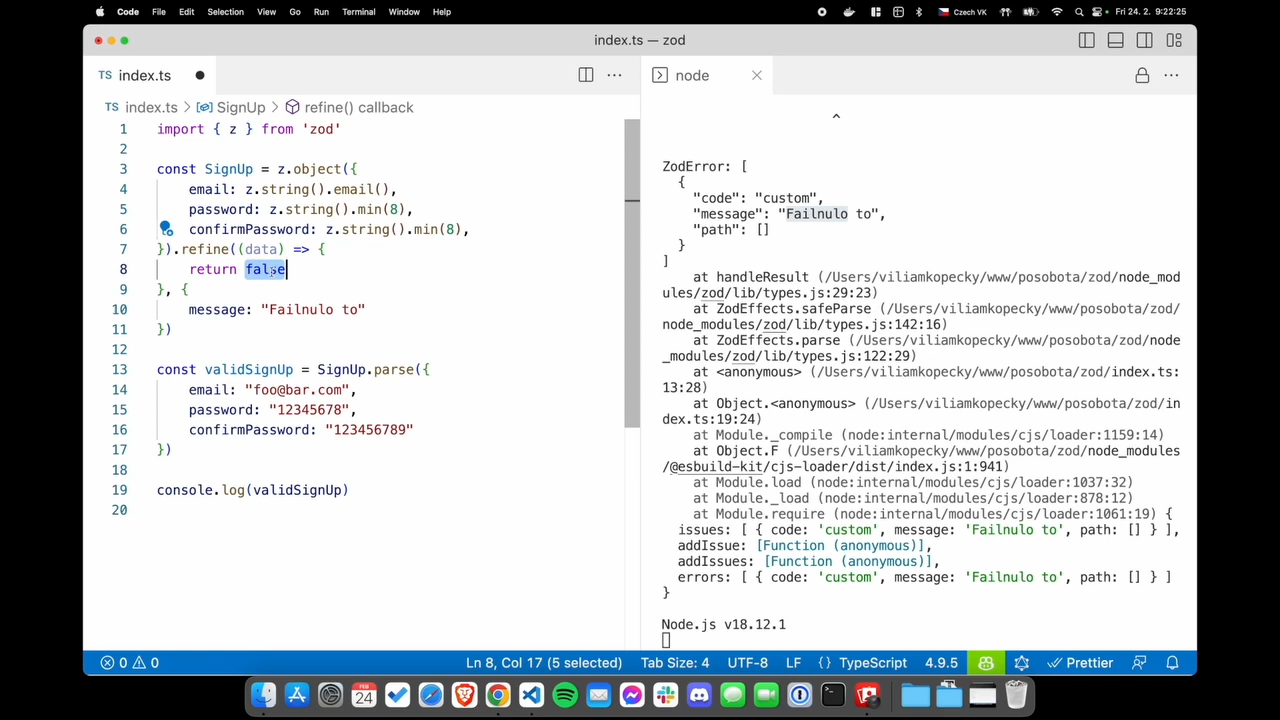 Code File Edit Selection View Go Run Terminal Window Help Czech VK Fri 24. 2. 9:22:25
index.ts — zod
TS index.ts
TS index.ts > SignUp > refine() callback
1 import { z } from 'zod'
2
3 const SignUp = z.object({
4 email: z.string().email(),
5 password: z.string().min(8),
6 confirmPassword: z.string().min(8),
7 }).refine((data) => {
8 return false
9 }, {
10 message: "Failnulo to"
11 })
12
13 const validSignUp = SignUp.parse({
14 email: "foo@bar.com",
15 password: "12345678",
16 confirmPassword: "123456789"
17 })
18
19 console.log(validSignUp)
20
node
^
ZodError: [
{
"code": "custom",
"message": "Failnulo to",
"path": []
}
]
at handleResult (/Users/viliamkopecky/www/posobota/zod/node_mod
ules/zod/lib/types.js:29:23)
at ZodEffects.safeParse (/Users/viliamkopecky/www/posobota/zod/
node_modules/zod/lib/types.js:142:16)
at ZodEffects.parse (/Users/viliamkopecky/www/posobota/zod/node
_modules/zod/lib/types.js:122:29)
at <anonymous> (/Users/viliamkopecky/www/posobota/zod/index.ts:
13:28)
at Object.<anonymous> (/Users/viliamkopecky/www/posobota/zod/in
dex.ts:19:24)
at Module._compile (node:internal/modules/cjs/loader:1159:14)
at Object.F (/Users/viliamkopecky/www/posobota/zod/node_modules
/@esbuild-kit/cjs-loader/dist/index.js:1:941)
at Module.load (node:internal/modules/cjs/loader:1037:32)
at Module._load (node:internal/modules/cjs/loader:878:12)
at Module.require (node:internal/modules/cjs/loader:1061:19) {
issues: [ { code: 'custom', message: 'Failnulo to', path: [] } ],
addIssue: [Function (anonymous)],
addIssues: [Function (anonymous)],
errors: [ { code: 'custom', message: 'Failnulo to', path: [] } ]
}
Node.js v18.12.1
0 0 Ln 8, Col 17 (5 selected) Tab Size: 4 UTF-8 LF {} TypeScript 4.9.5 Prettier
FEB
24